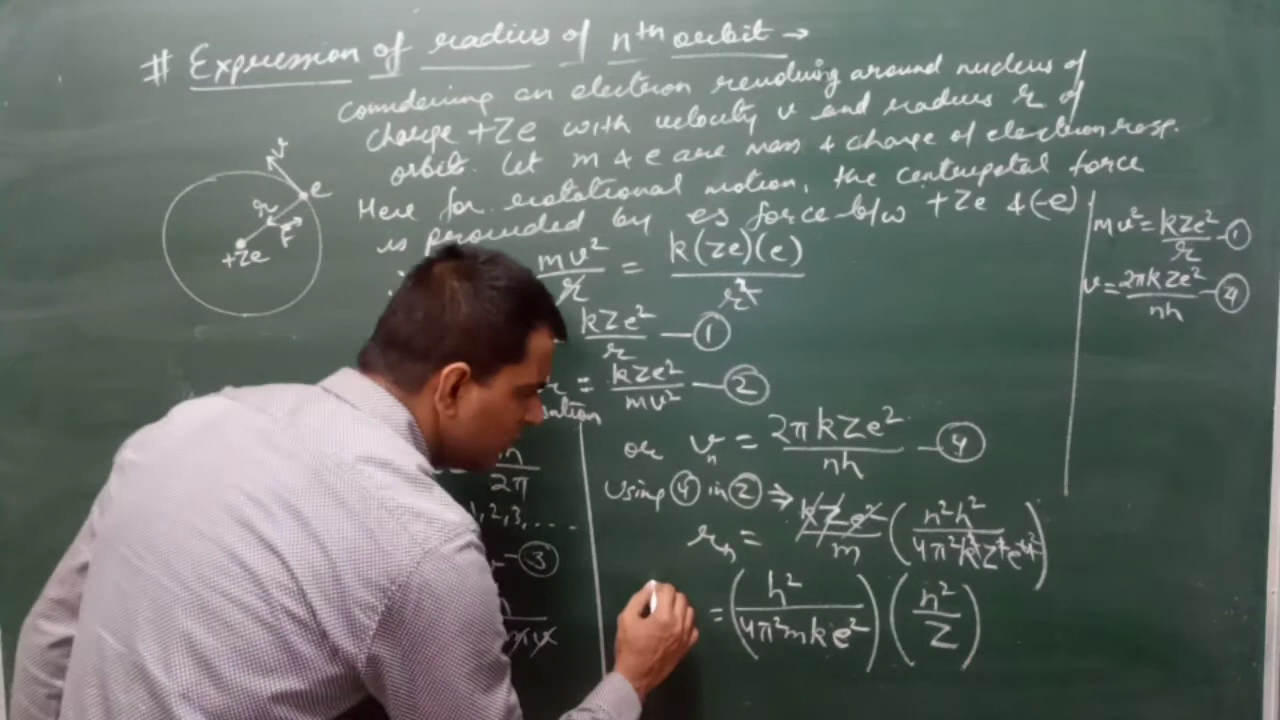 # Expression of radius of nth orbit →
Considering an electron revolving around nucleus of
charge +Ze with velocity v and radius r of
orbit. Let m & e are mass & charge of electron resp.
Here for rotational motion, the centripetal force
is provided by es force b/w +Ze & (-e)
v
e
r
F
+Ze
mv²/r = k(Ze)(e)/r²
kZe²/r — ①
r = kZe²/mv² — ②
2π
1, 2, 3, ....
— ③
or vₙ = 2πkZe²/nh — ④
Using ④ in ② ⇒
rₙ = kZe²/m (n²h²/4π²k²Z²e⁴)
= (h²/4π²mke²) (n²/Z)
mv² = kZe²/r — ①
v = 2πkZe²/nh — ④